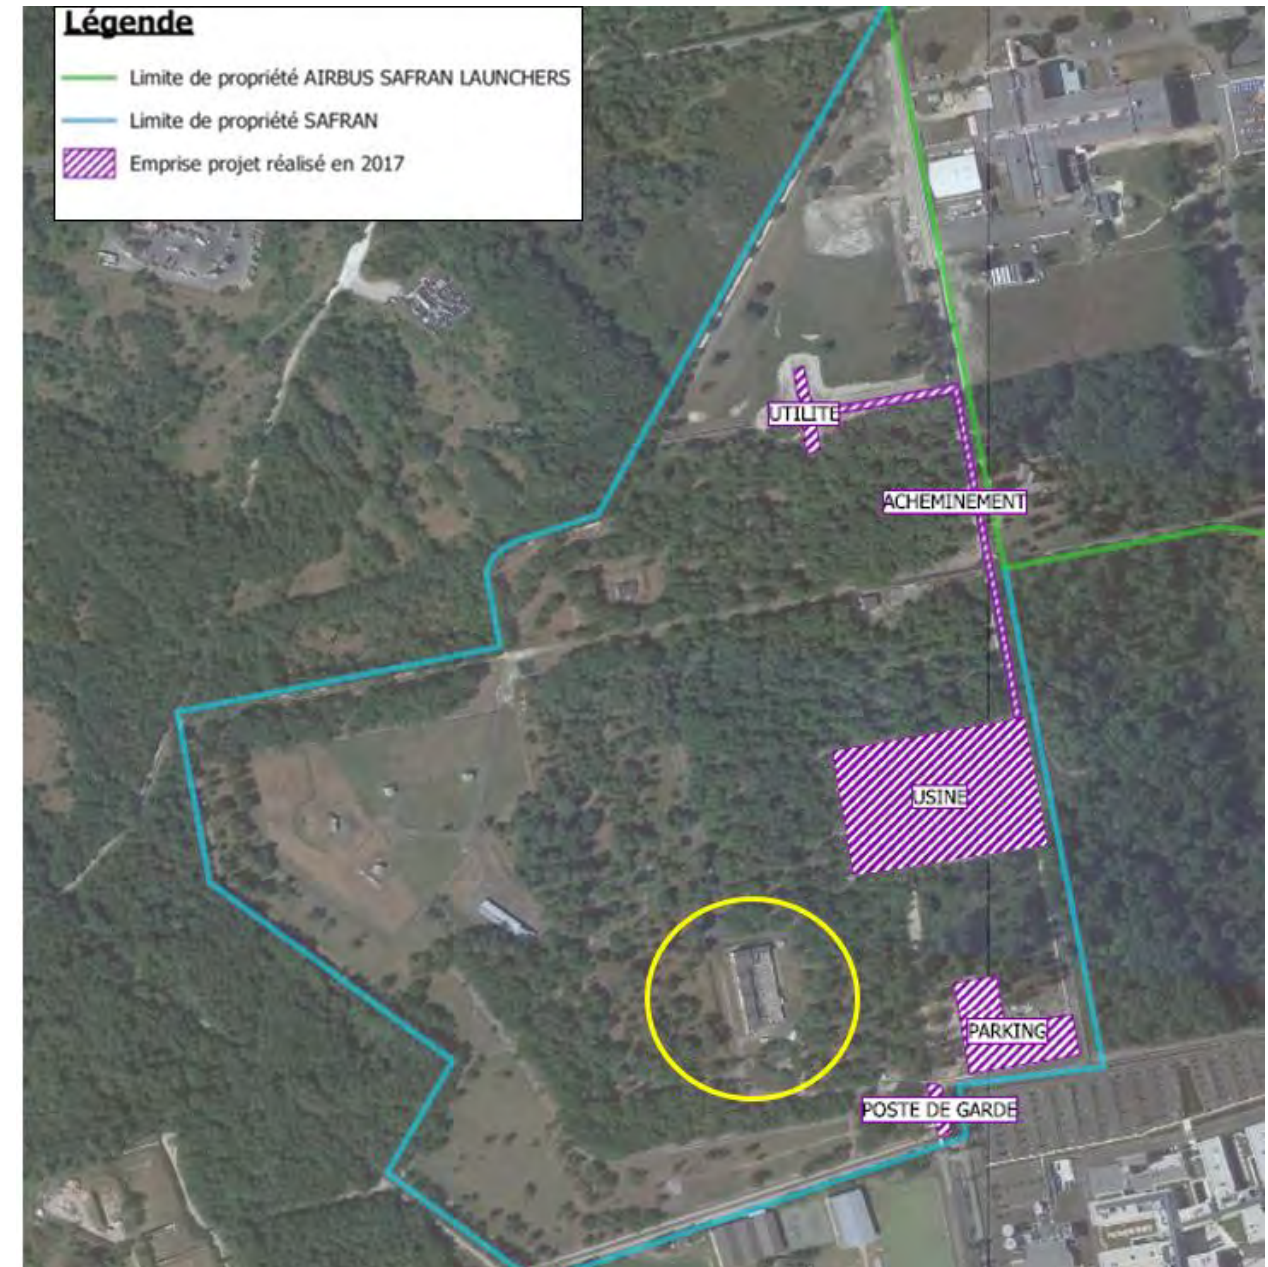 Légende
Limite de propriété AIRBUS SAFRAN LAUNCHERS
Limite de propriété SAFRAN
Emprise projet réalisé en 2017
UTILITE
ACHEMINEMENT
USINE
PARKING
POSTE DE GARDE